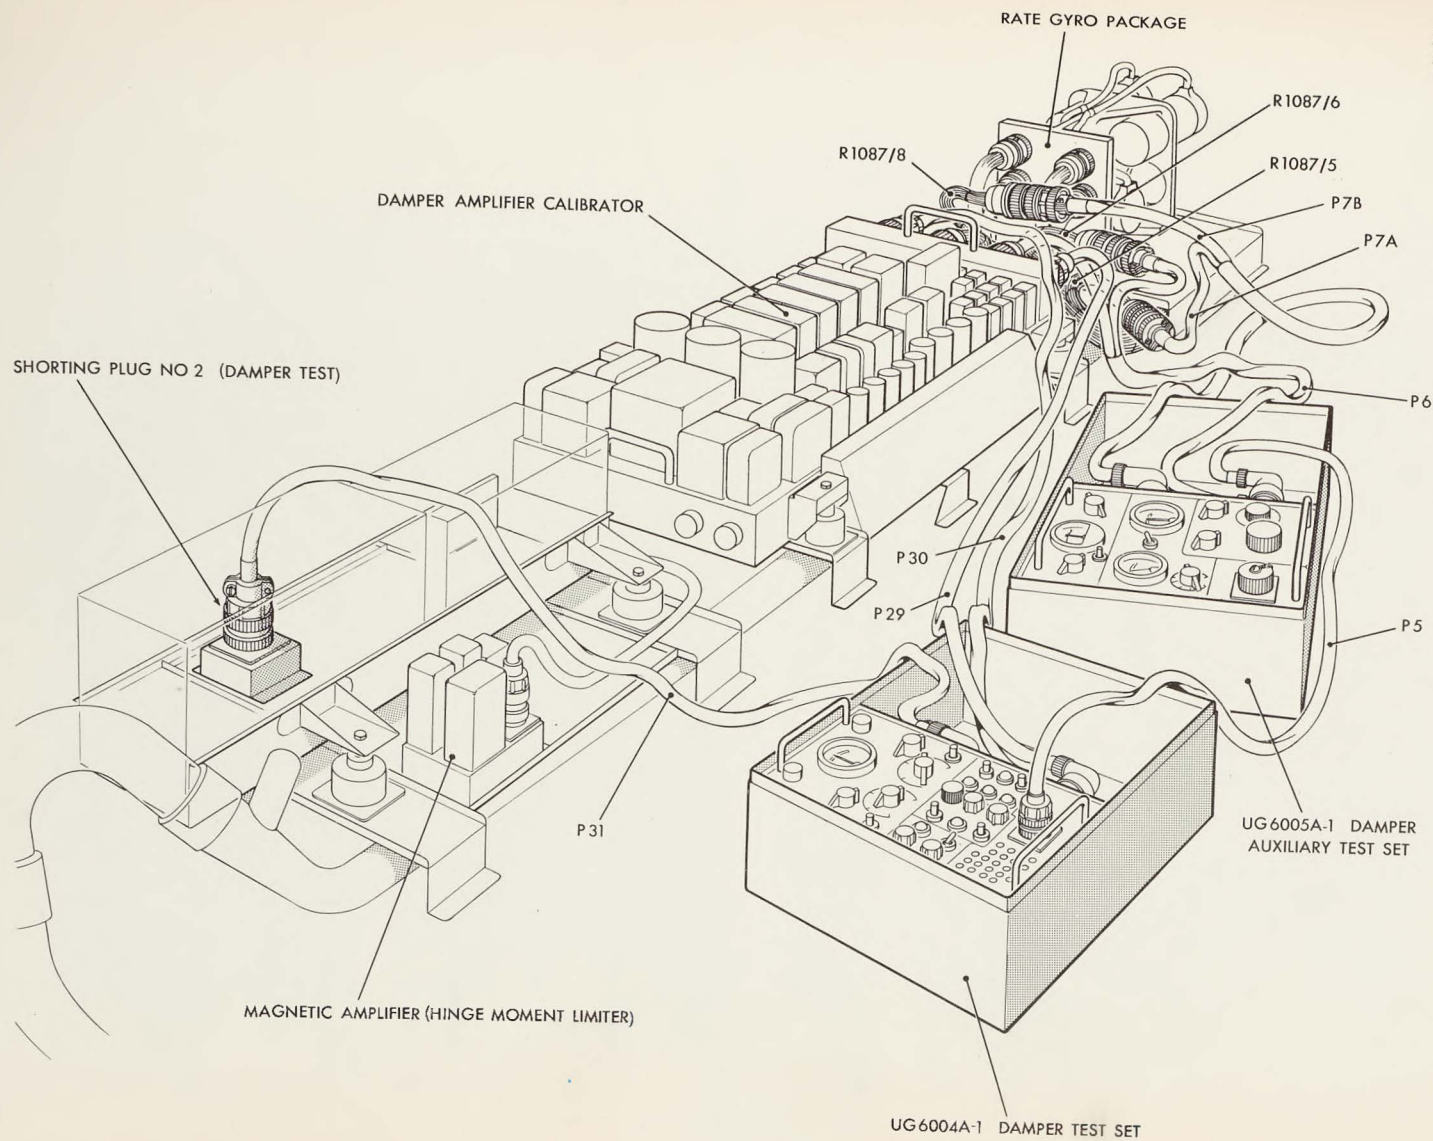 RATE GYRO PACKAGE
R1087/6
R1087/8
R1087/5
DAMPER AMPLIFIER CALIBRATOR
P7B
P7A
SHORTING PLUG NO 2 (DAMPER TEST)
P6
P30
P29
P5
P31
UG6005A-1 DAMPER
AUXILIARY TEST SET
MAGNETIC AMPLIFIER (HINGE MOMENT LIMITER)
UG6004A-1 DAMPER TEST SET